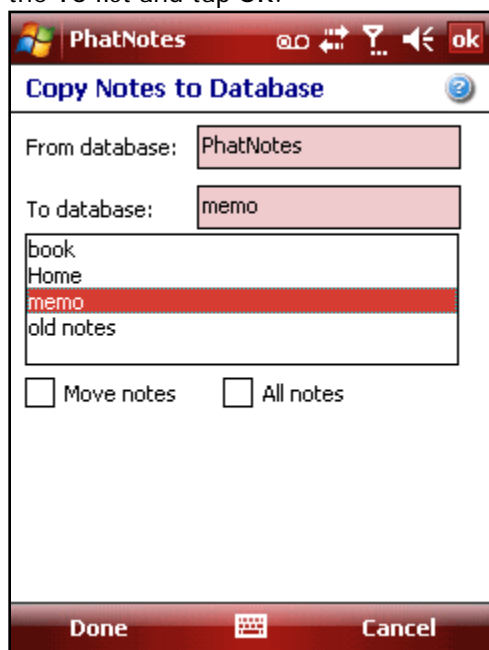 the To list and tap OK.
PhatNotes ok
Copy Notes to Database
From database: PhatNotes
To database: memo
book
Home
memo
old notes
Move notes All notes
Done Cancel